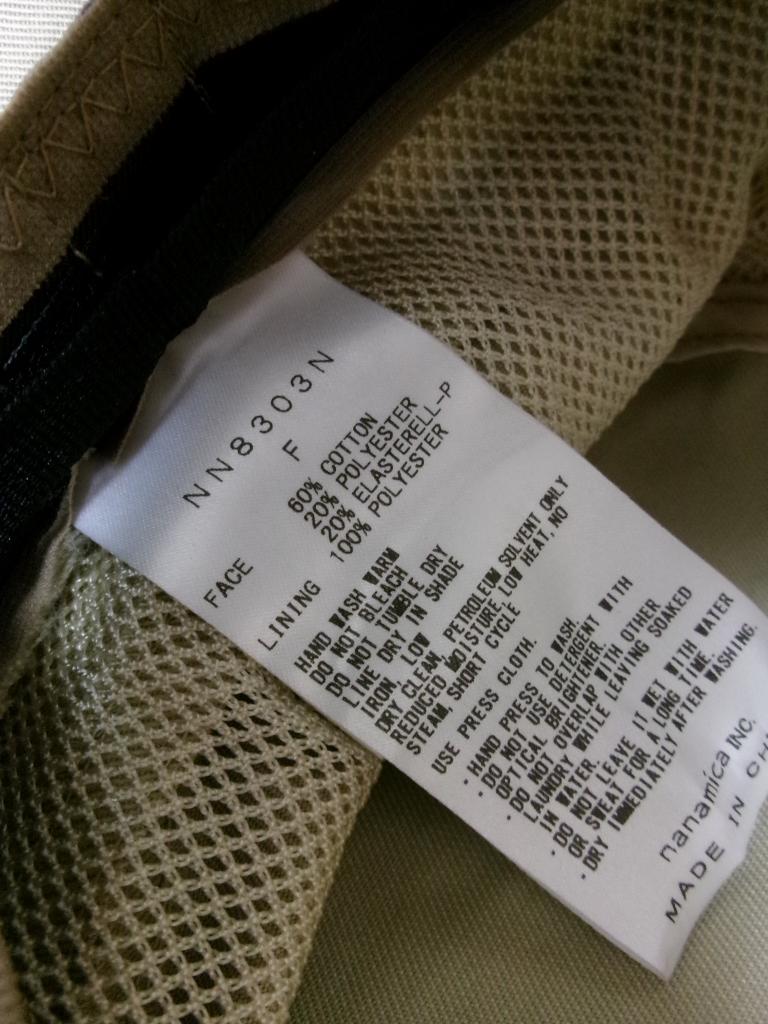 NN8303N
F
FACE 60% COTTON
20% POLYESTER
20% ELASTERELL-P
LINING 100% POLYESTER
HAND WASH WARM
DO NOT BLEACH
DO NOT TUMBLE DRY
LINE DRY IN SHADE
IRON, LOW
DRY CLEAN, PETROLEUM SOLVENT ONLY
REDUCED MOISTURE, LOW HEAT, NO
STEAM, SHORT CYCLE
USE PRESS CLOTH.
・HAND PRESS TO WASH.
・DO NOT USE DETERGENT WITH
OPTICAL BRIGHTENER.
・DO NOT OVERLAP WITH OTHER
LAUNDRY WHILE LEAVING SOAKED
IN WATER.
・DO NOT LEAVE IT WET WITH WATER
OR SWEAT FOR A LONG TIME.
・DRY IMMEDIATELY AFTER WASHING.
nanamica INC.
MADE IN CH